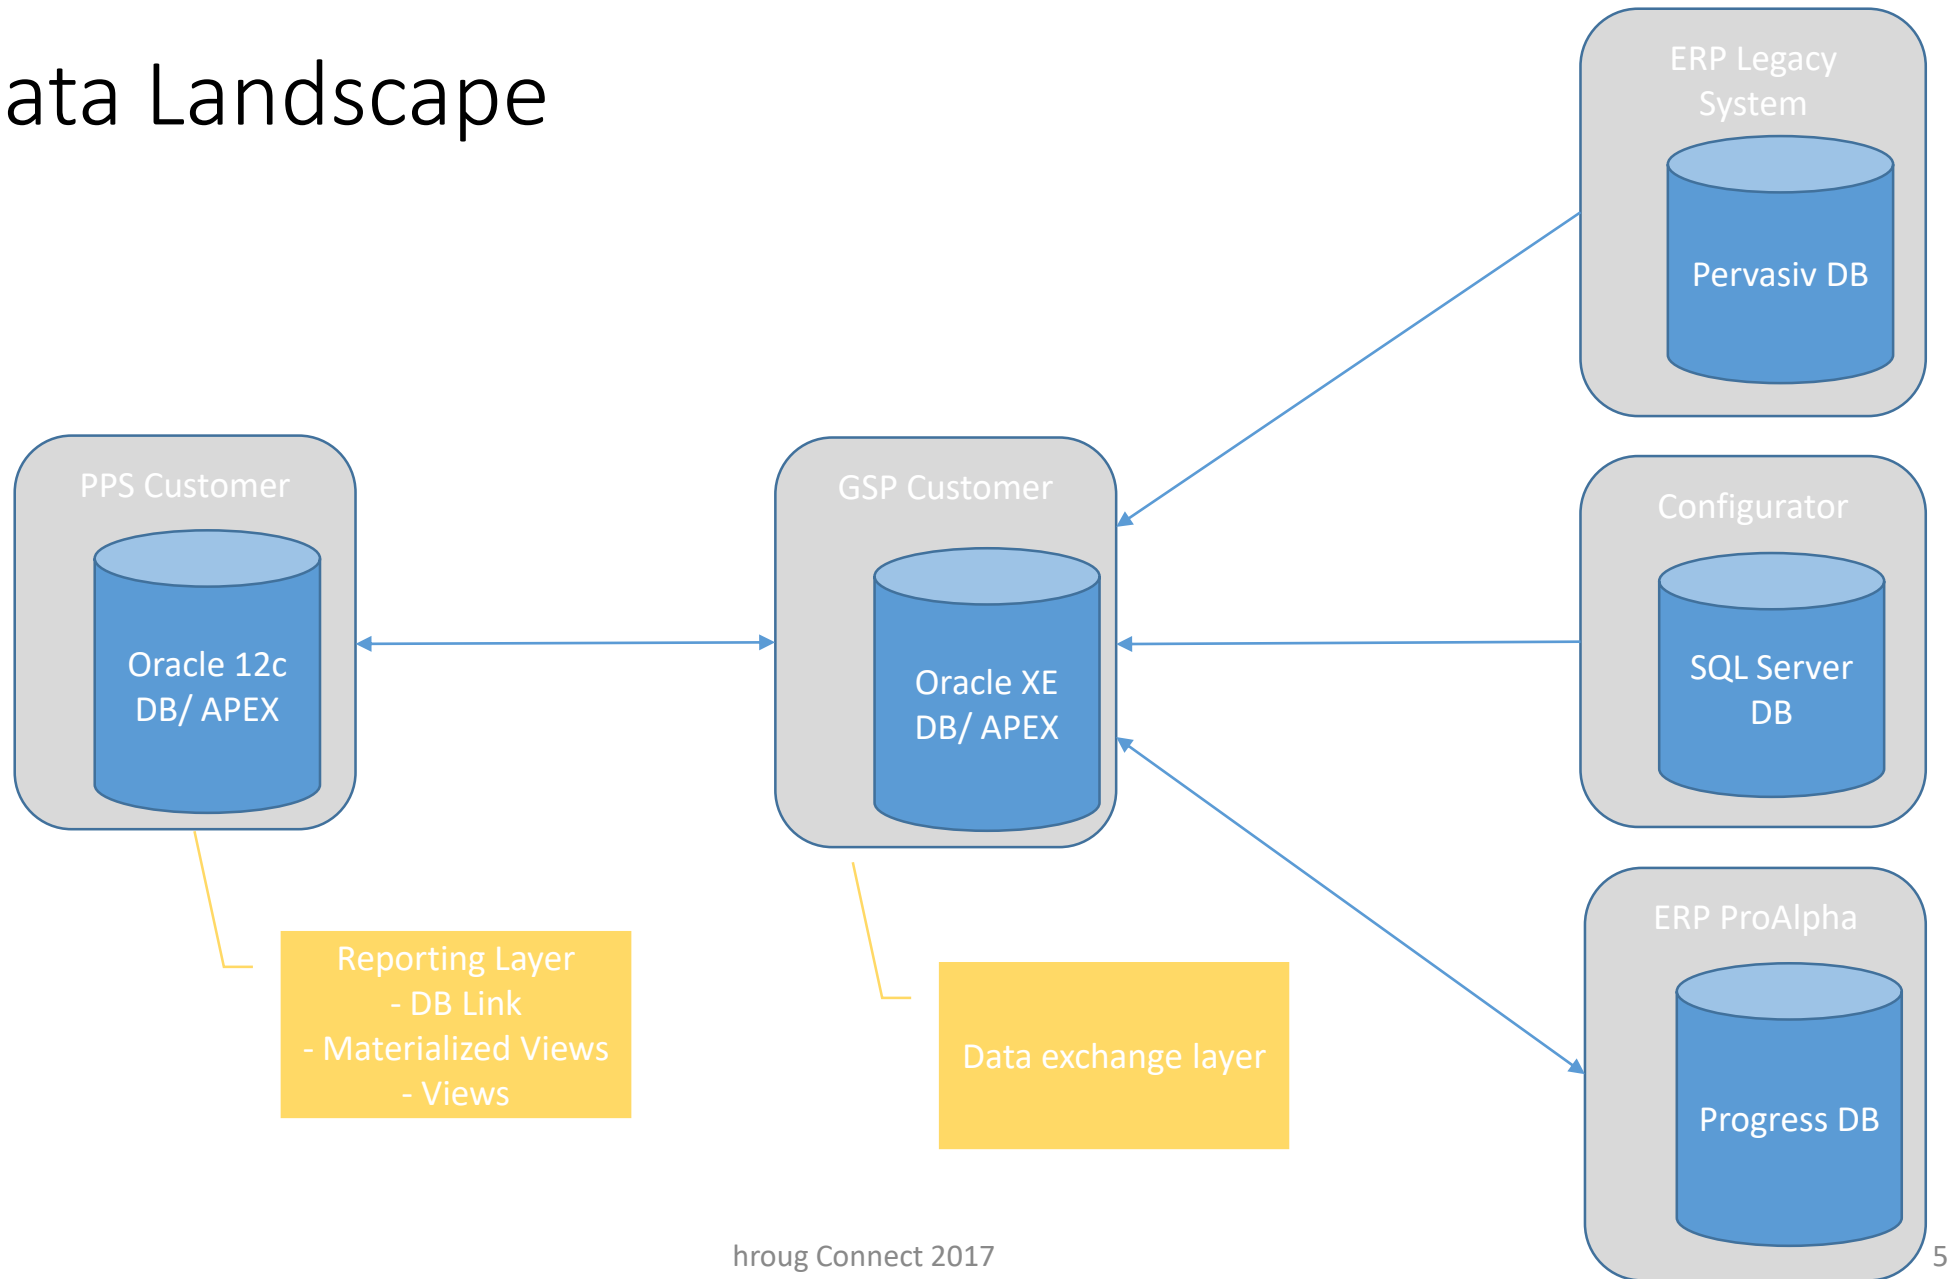 ata Landscape
ERP Legacy
System
Pervasiv DB
PPS Customer
Oracle 12c
DB/ APEX
GSP Customer
Oracle XE
DB/ APEX
Configurator
SQL Server
DB
Reporting Layer
- DB Link
- Materialized Views
- Views
Data exchange layer
ERP ProAlpha
Progress DB
hroug Connect 2017
5